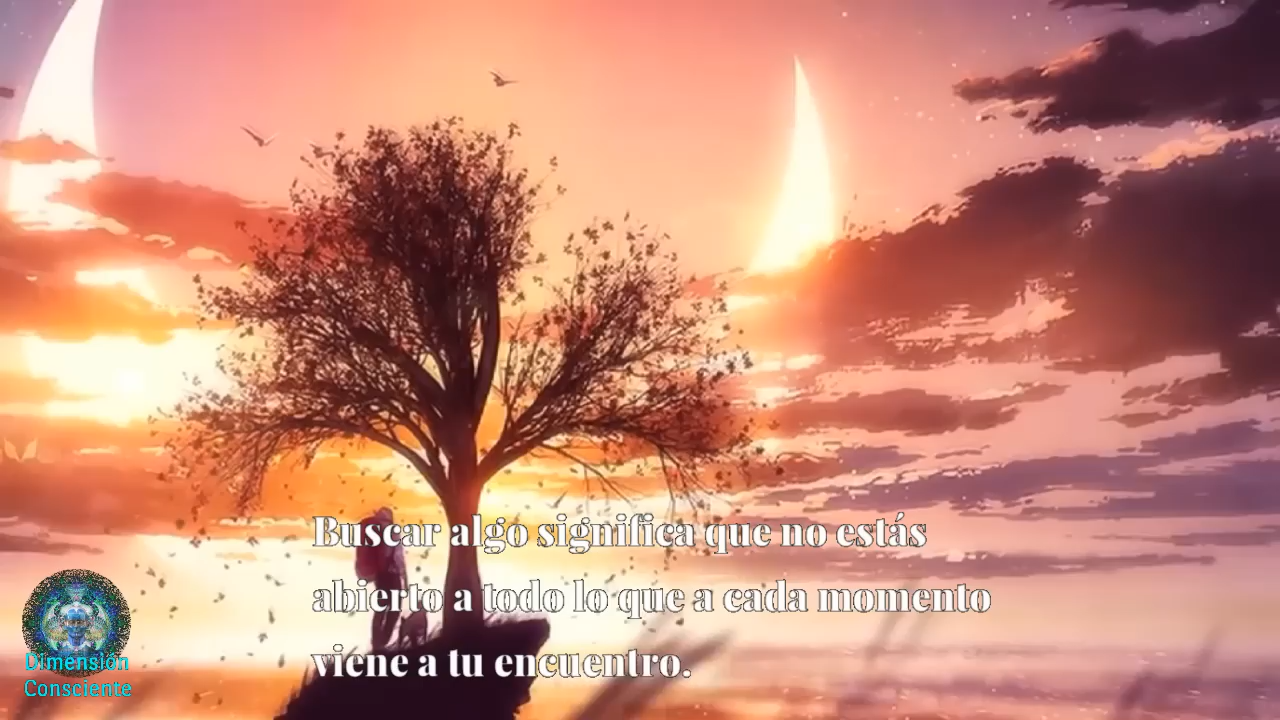 Buscar algo significa que no estás
abierto a todo lo que a cada momento
viene a tu encuentro.
Dimensión
Consciente